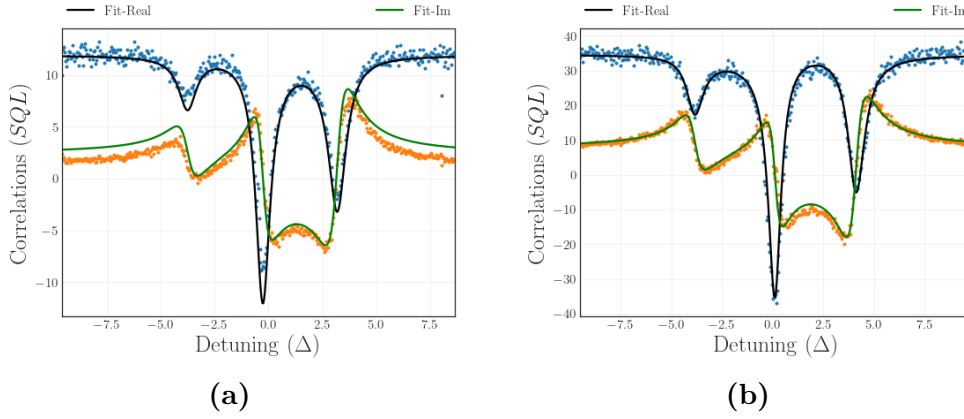 Fit-Real Fit-Im Fit-Real Fit-Im
Correlations (SQL)
10
5
0
−5
−10
−7.5 −5.0 −2.5 0.0 2.5 5.0 7.5
Detuning (Δ)
(a)
Correlations (SQL)
40
30
20
10
0
−10
−20
−30
−40
−7.5 −5.0 −2.5 0.0 2.5 5.0 7.5
Detuning (Δ)
(b)